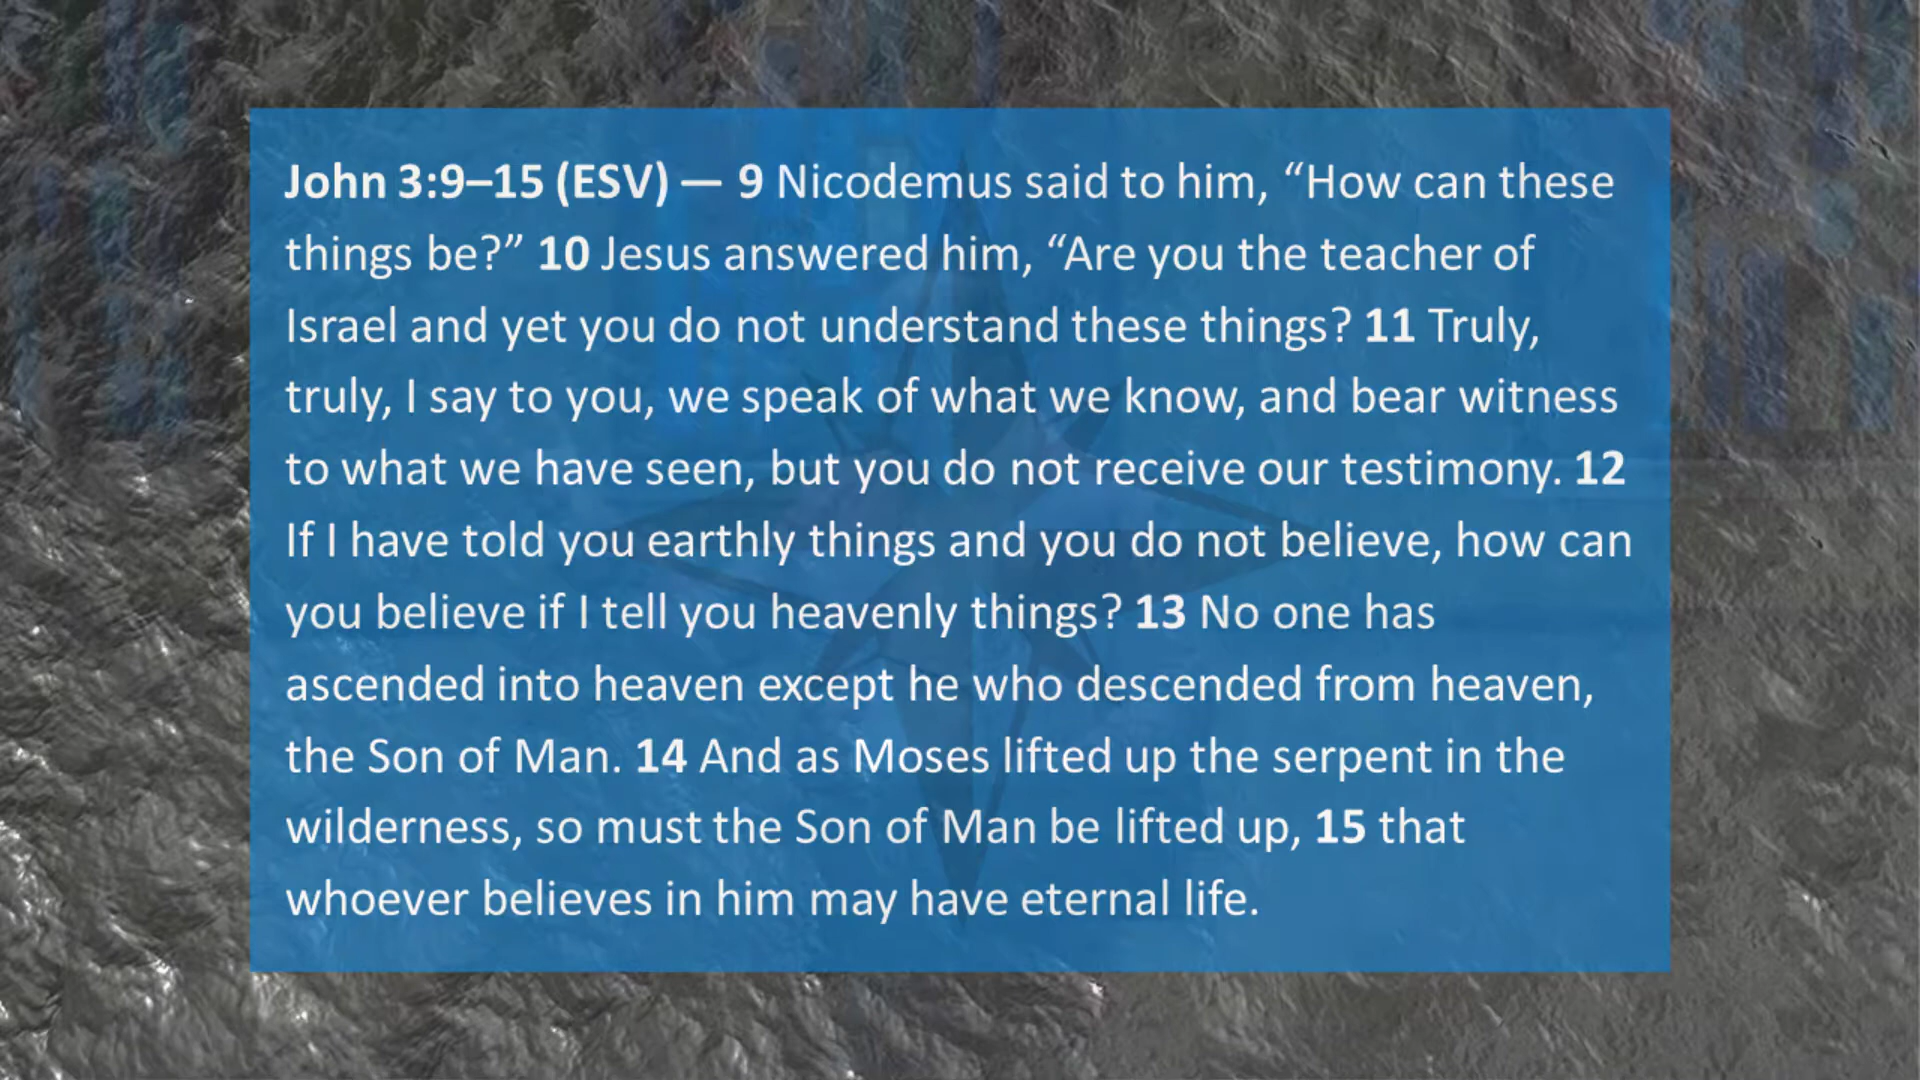 John 3:9–15 (ESV) — 9 Nicodemus said to him, “How can these
things be?” 10 Jesus answered him, “Are you the teacher of
Israel and yet you do not understand these things? 11 Truly,
truly, I say to you, we speak of what we know, and bear witness
to what we have seen, but you do not receive our testimony. 12
If I have told you earthly things and you do not believe, how can
you believe if I tell you heavenly things? 13 No one has
ascended into heaven except he who descended from heaven,
the Son of Man. 14 And as Moses lifted up the serpent in the
wilderness, so must the Son of Man be lifted up, 15 that
whoever believes in him may have eternal life.